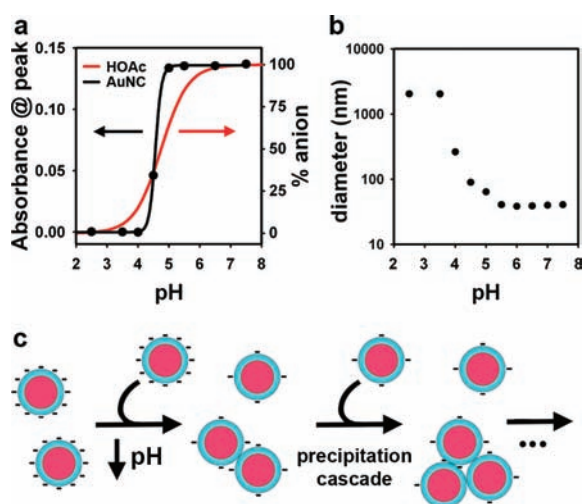 a
0.15
0.10
0.05
0.00
Absorbance @ peak
HOAc
AuNC
100
75
50
25
0
% anion
2 3 4 5 6 7 8
pH
b
10000
1000
100
10
diameter (nm)
2 3 4 5 6 7 8
pH
c
pH
precipitation
cascade